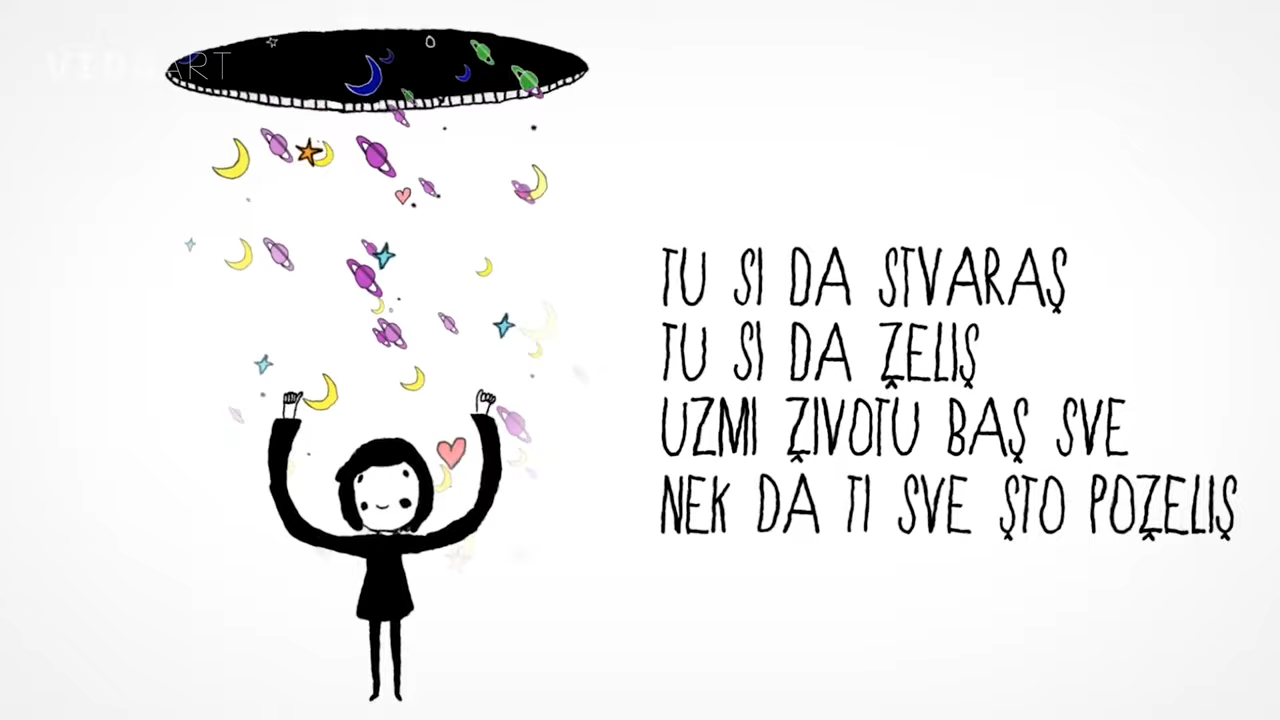 TU SI DA STVARAŠ
TU SI DA ŽELIŠ
UZMI ŽIVOTU BAŠ SVE
NEK DA TI SVE ŠTO POŽELIŠ